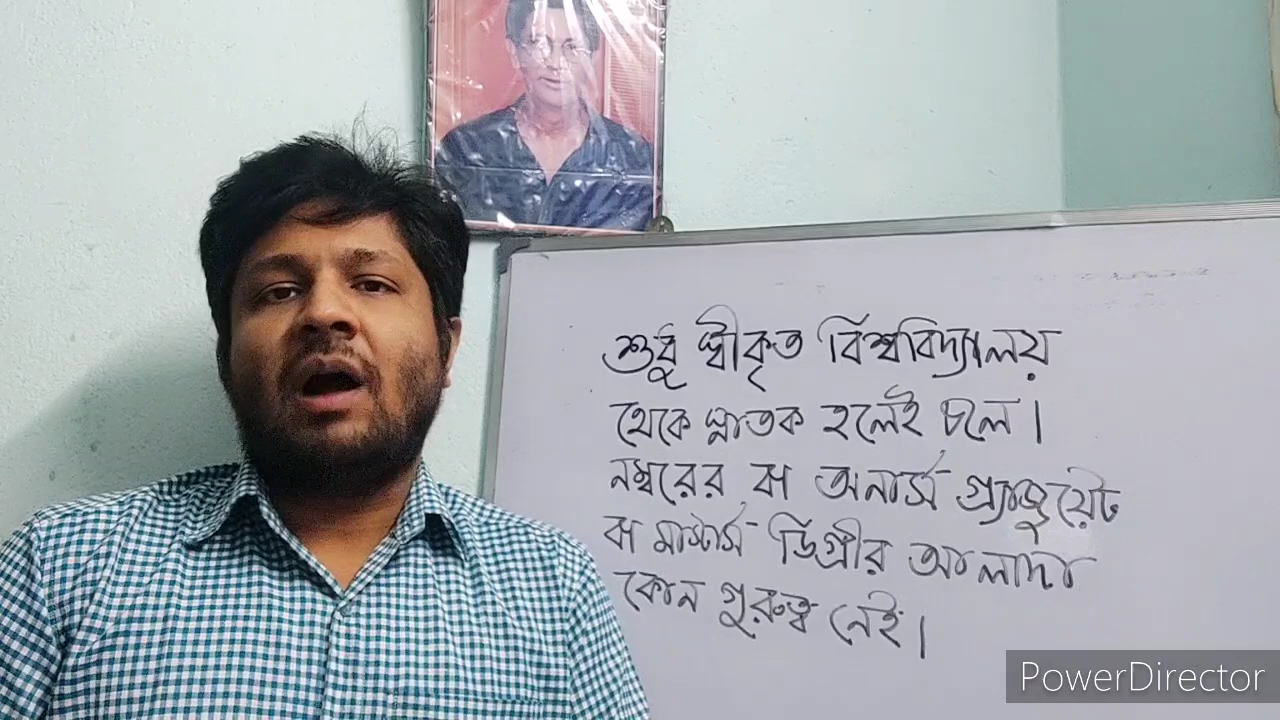 শুধু স্বীকৃত বিশ্ববিদ্যালয়
থেকে স্নাতক হলেই চলে।
নম্বরের বা অনার্স গ্র্যাজুয়েট
বা মাস্টার্স ডিগ্রীর আলাদা
কোন গুরুত্ব নেই।
PowerDirector